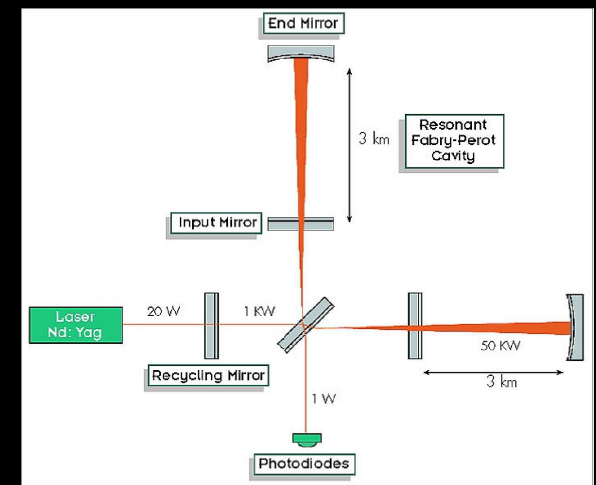 End Mirror
3 km
Resonant
Fabry-Perot
Cavity
Input Mirror
Laser
Nd: Yag
20 W
1 KW
50 KW
3 km
Recycling Mirror
1 W
Photodiodes